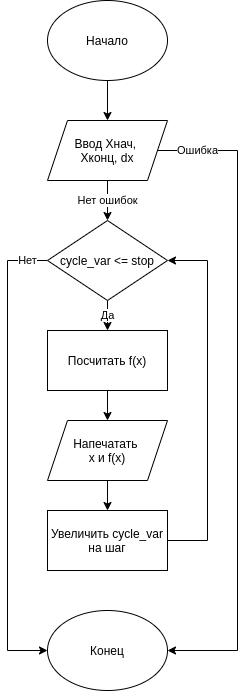 Начало
Ввод Хнач,
Хконц, dx
Ошибка
Нет ошибок
Нет
cycle_var <= stop
Да
Посчитать f(x)
Напечатать
x и f(x)
Увеличить cycle_var
на шаг
Конец